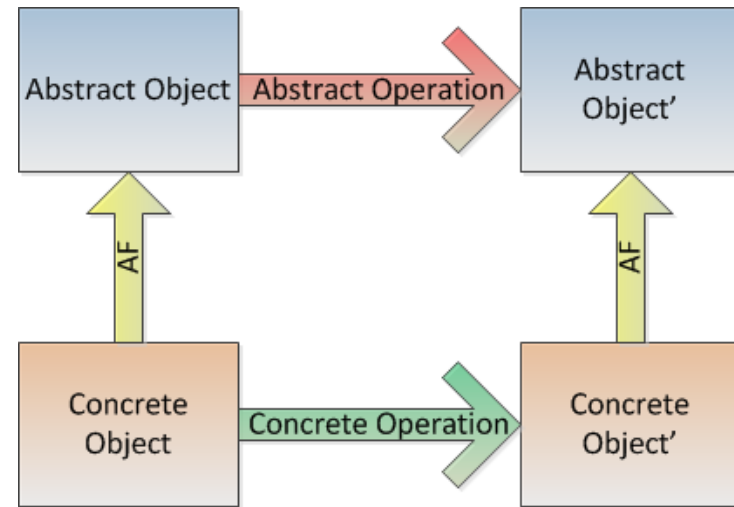 Abstract Object
Abstract Operation
Abstract
Object’
AF
AF
Concrete
Object
Concrete Operation
Concrete
Object’